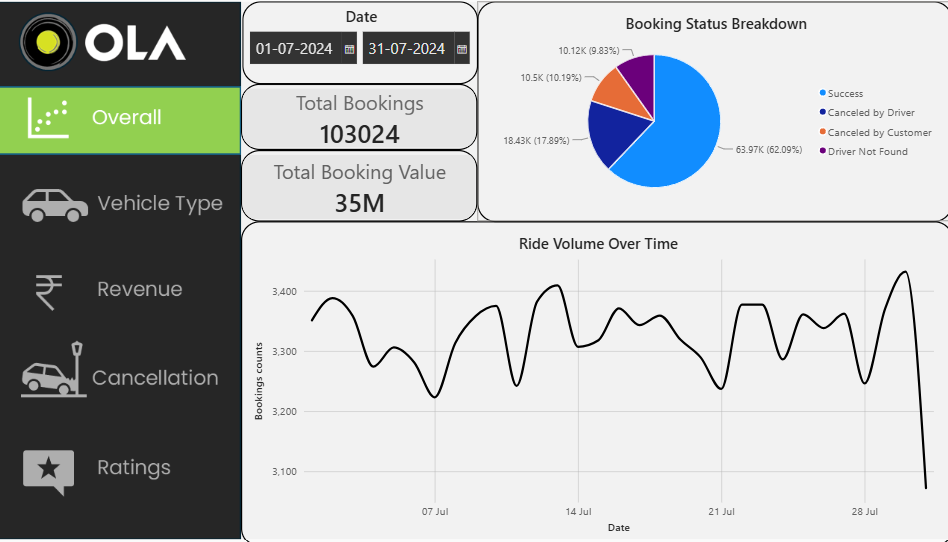 OLA
Overall
Vehicle Type
Revenue
Cancellation
Ratings
Date
01-07-2024
31-07-2024
Total Bookings
103024
Total Booking Value
35M
Booking Status Breakdown
10.12K (9.83%)
10.5K (10.19%)
18.43K (17.89%)
63.97K (62.09%)
Success
Canceled by Driver
Canceled by Customer
Driver Not Found
Ride Volume Over Time
Bookings counts
3,400
3,300
3,200
3,100
07 Jul
14 Jul
21 Jul
28 Jul
Date